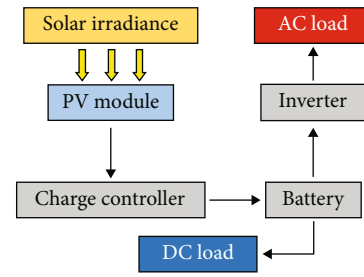 Solar irradiance
AC load
PV module
Inverter
Charge controller
Battery
DC load